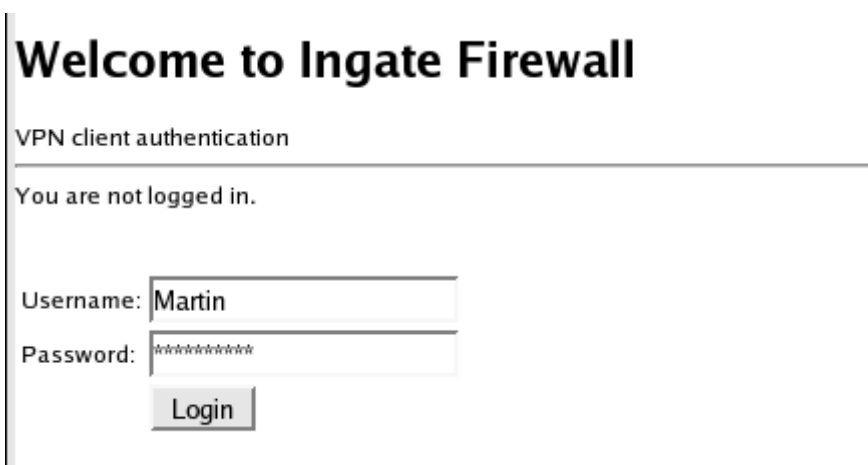 Welcome to Ingate Firewall
VPN client authentication
You are not logged in.
Username: Martin
Password: **********
Login